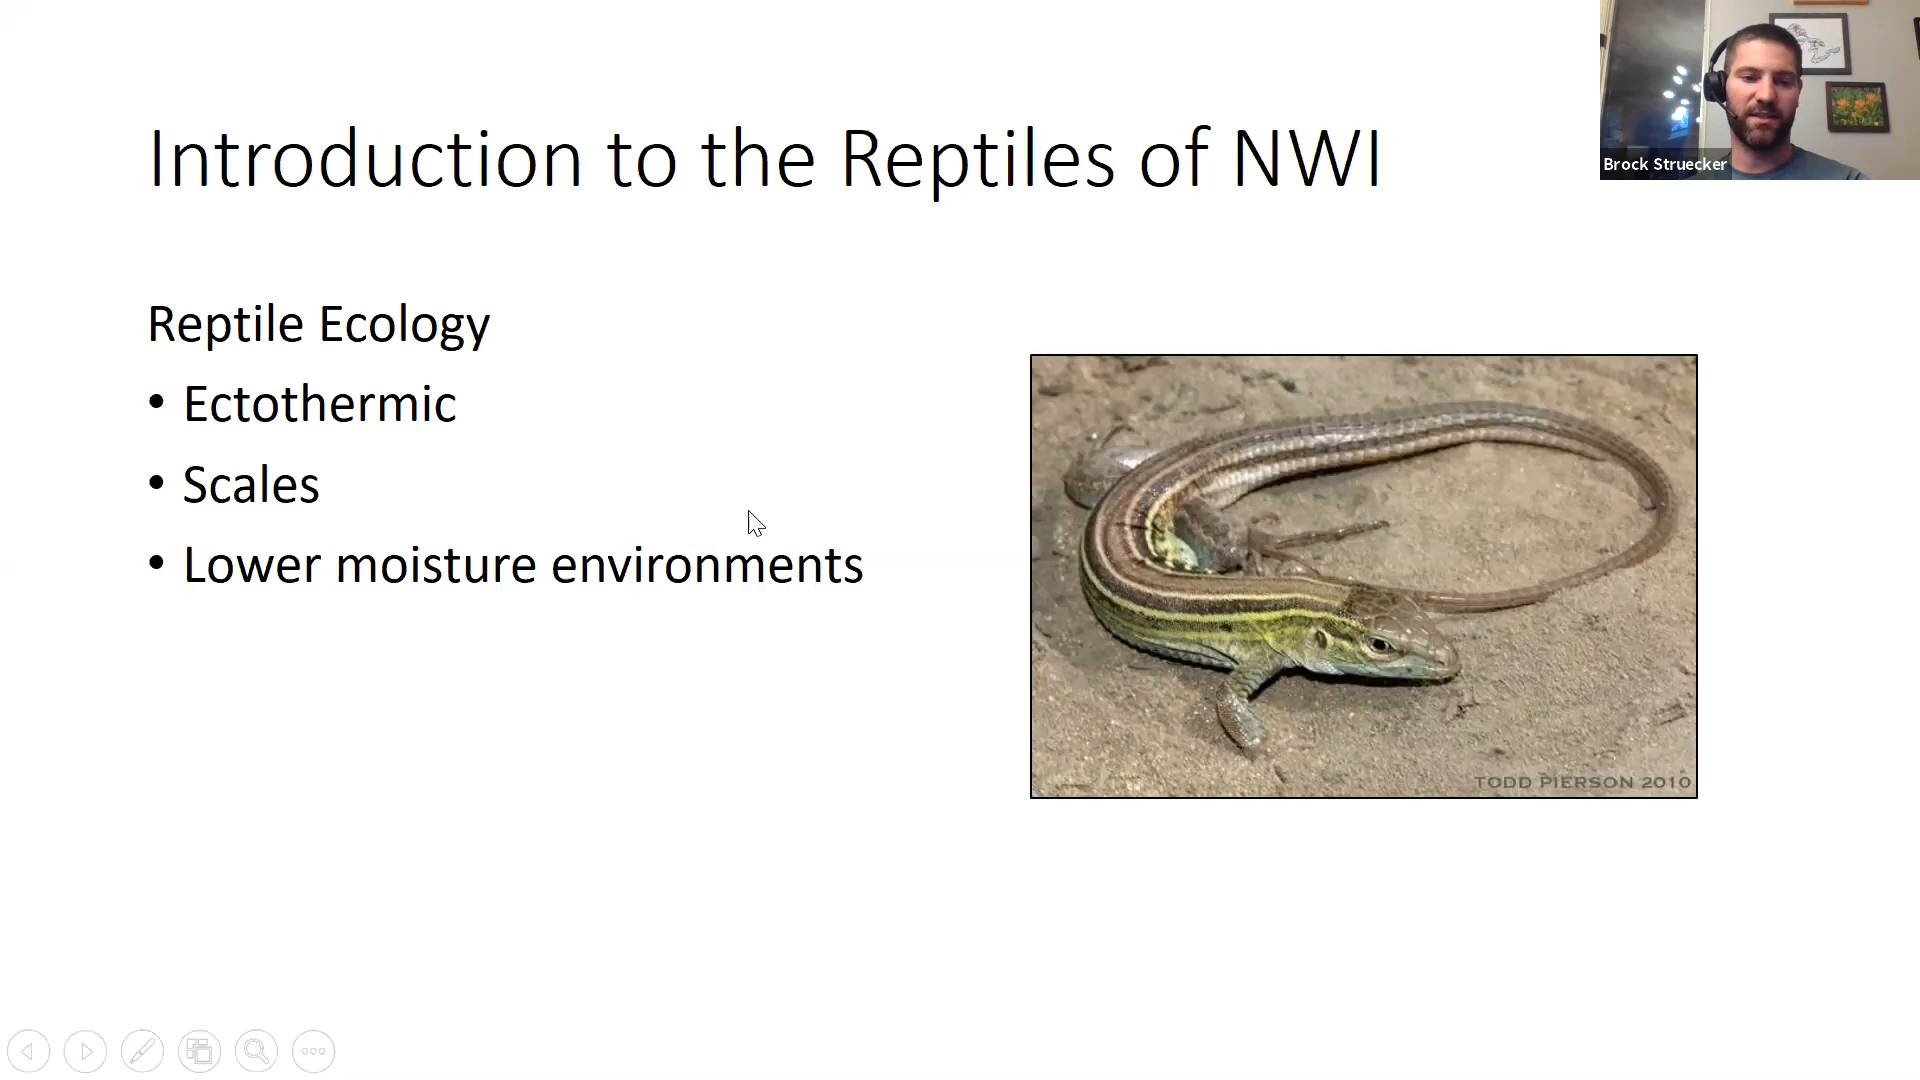 Introduction to the Reptiles of NWI
Brock Struecker
Reptile Ecology
• Ectothermic
• Scales
• Lower moisture environments
TODD PIERSON 2010